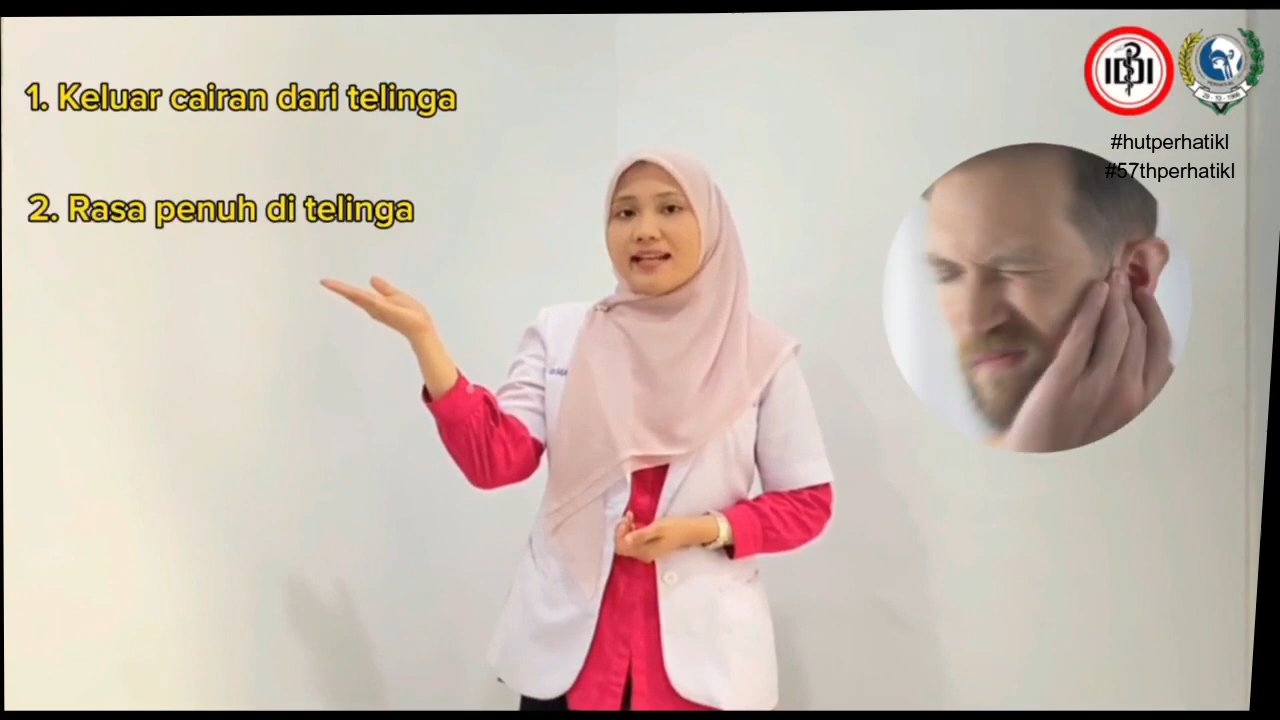 1. Keluar cairan dari telinga
2. Rasa penuh di telinga
IDI
#hutperhatikl
#57thperhatikl